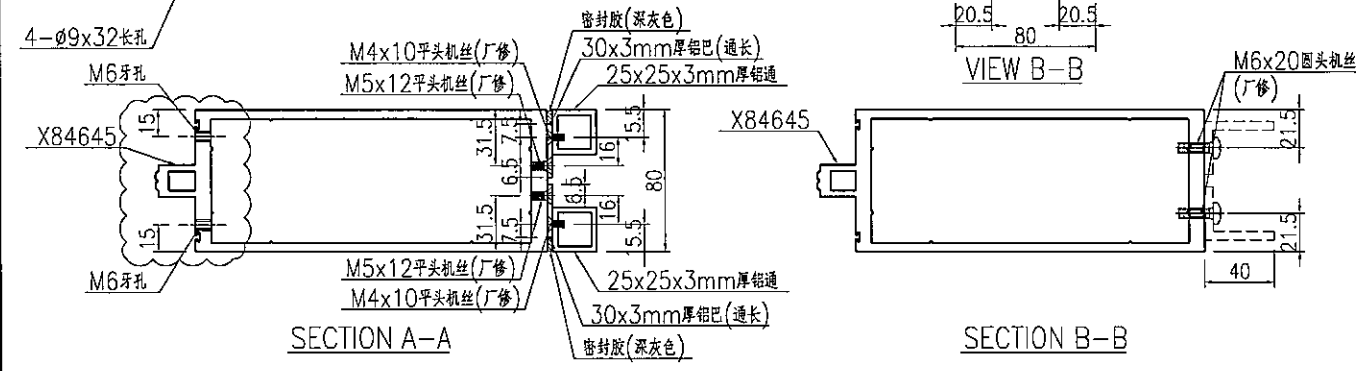 4-ø9x32长孔
M6牙孔
X84645
M6牙孔
15
15
密封胶(深灰色)
M4x10平头机丝(厂修)
30x3mm厚铝巴(通长)
M5x12平头机丝(厂修)
25x25x3mm厚铝通
31.5
7.5
6.5
31.5
7.5
15.5
16
6.5
16
15.5
80
M5x12平头机丝(厂修)
25x25x3mm厚铝通
M4x10平头机丝(厂修)
30x3mm厚铝巴(通长)
密封胶(深灰色)
SECTION A-A
20.5
20.5
80
VIEW B-B
M6x20圆头机丝
(厂修)
X84645
21.5
21.5
40
SECTION B-B